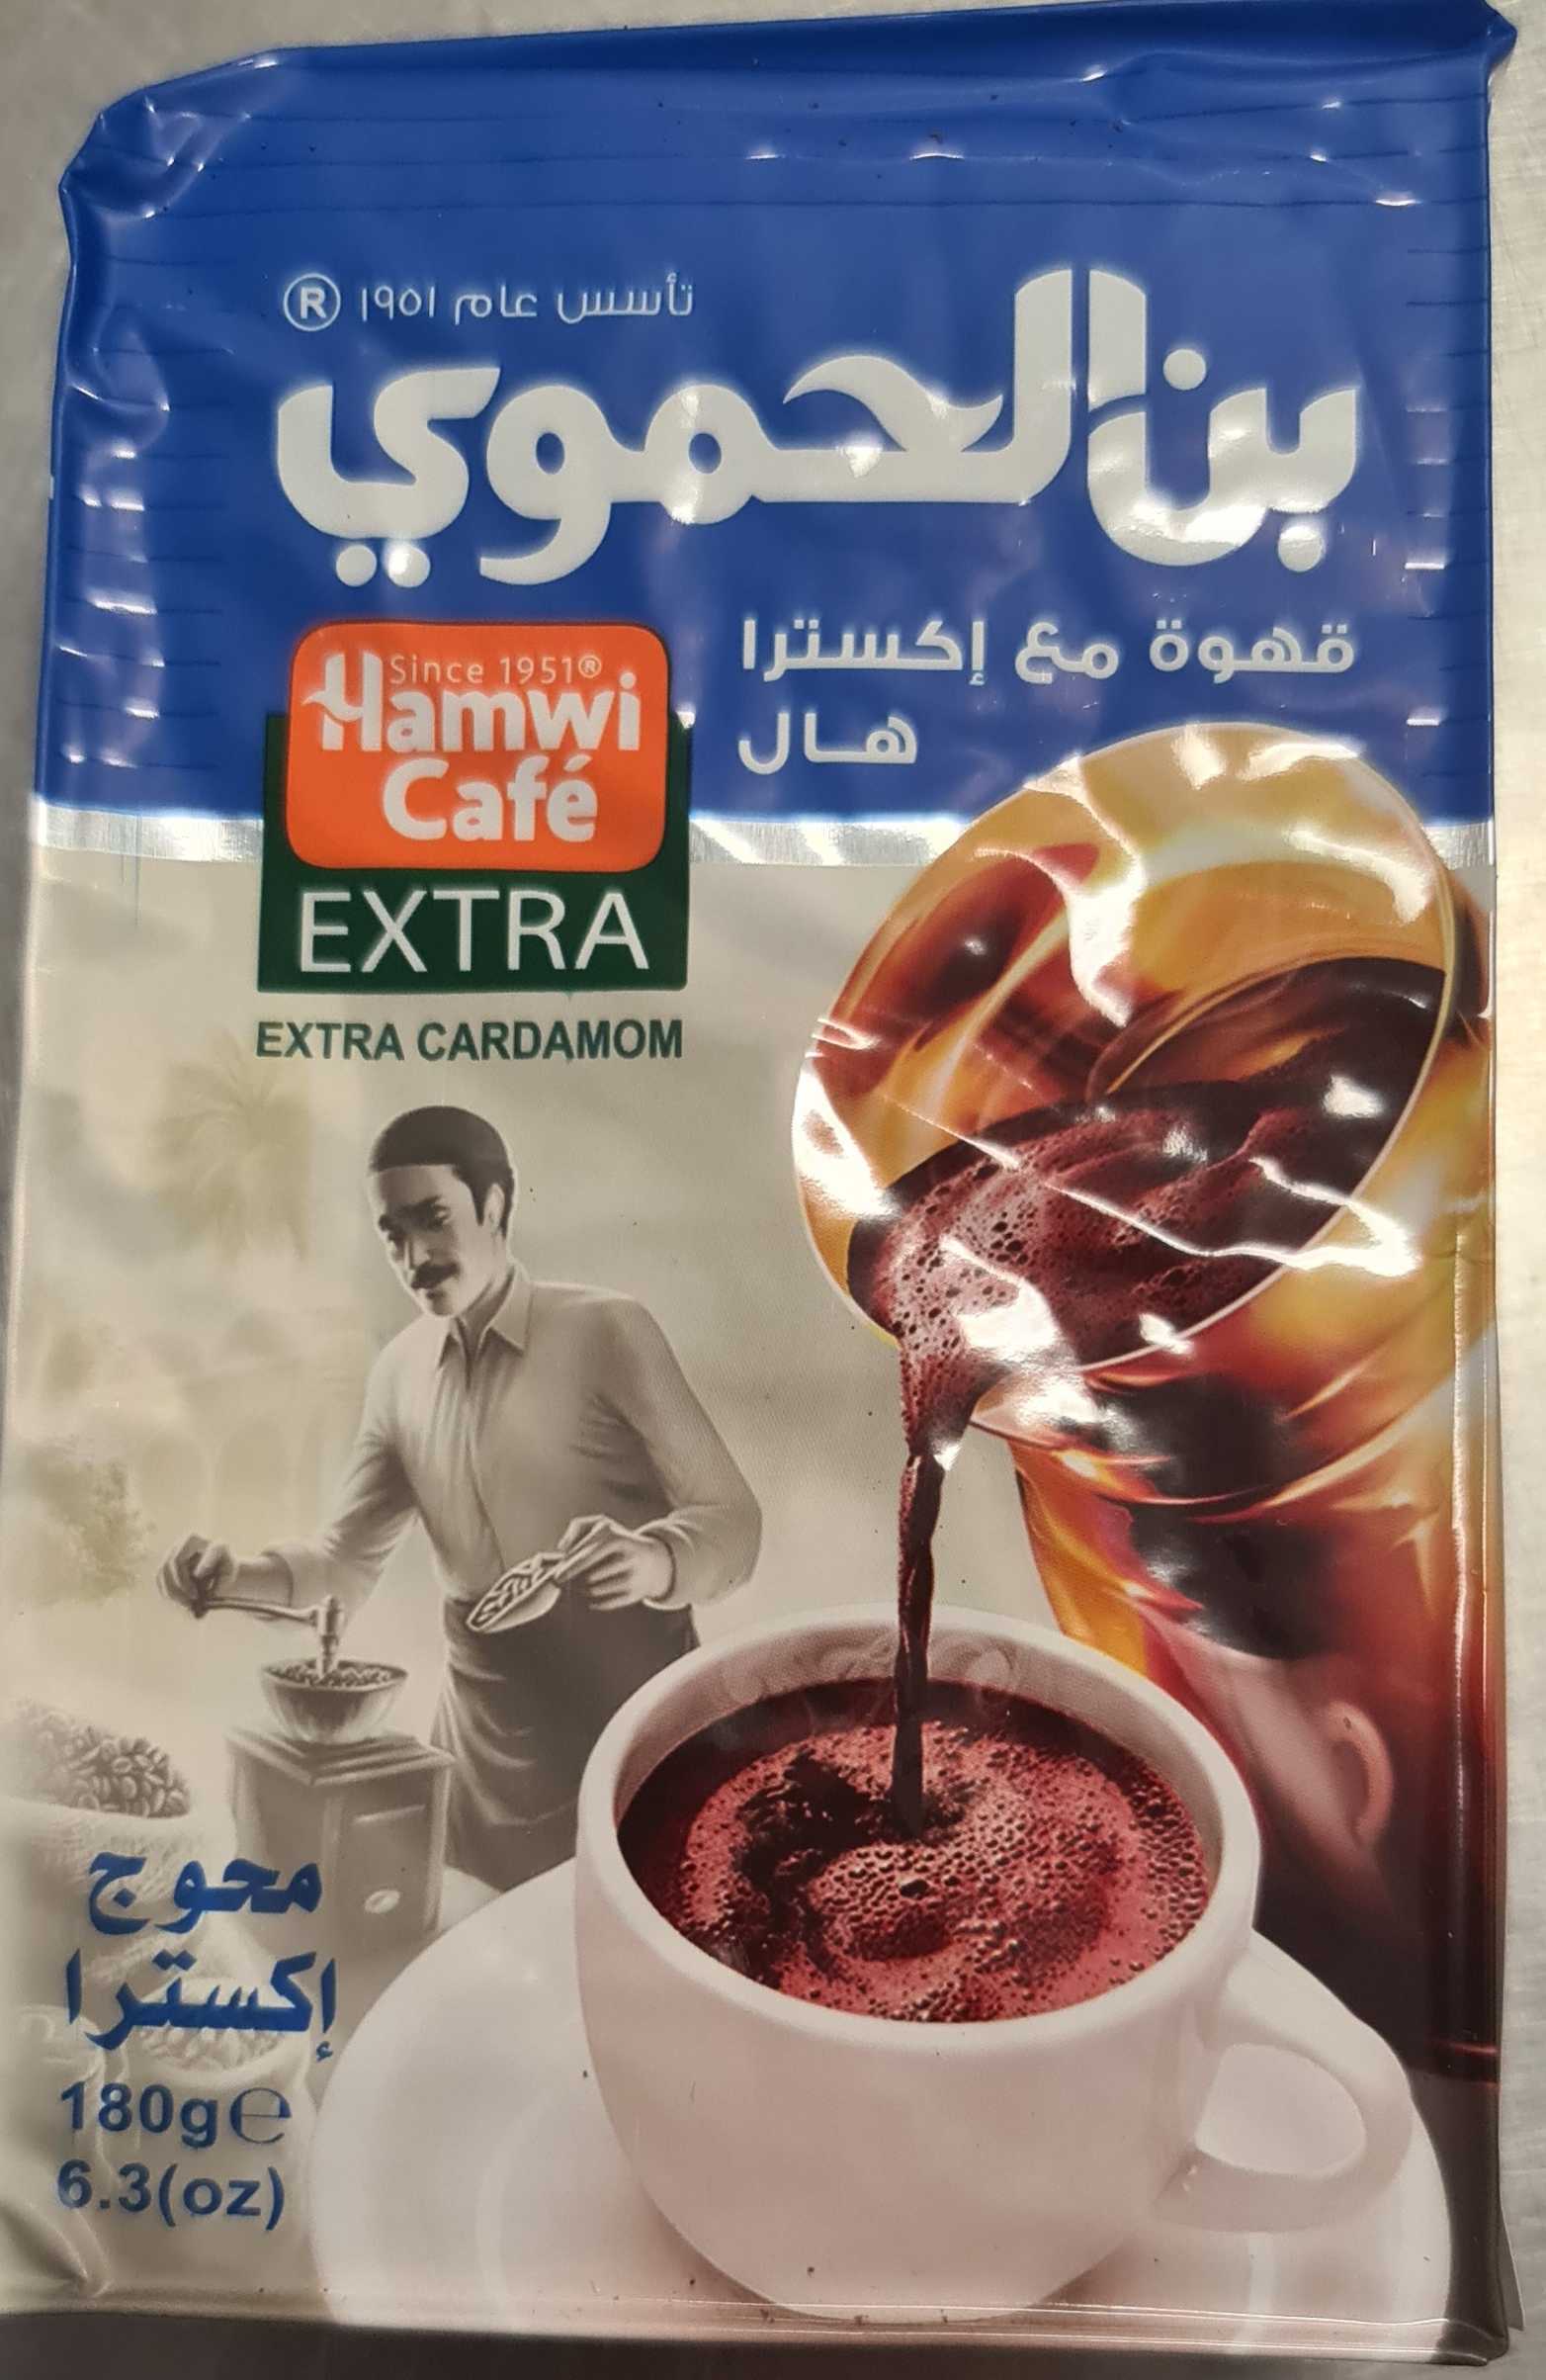 تأسس عام ١٩٥١ ®
بن الحموي
قهوة مع إكسترا
هال
Since 1951®
Hamwi
Café
EXTRA
EXTRA CARDAMOM
محوج
إكسترا
180g℮
6.3(oz)